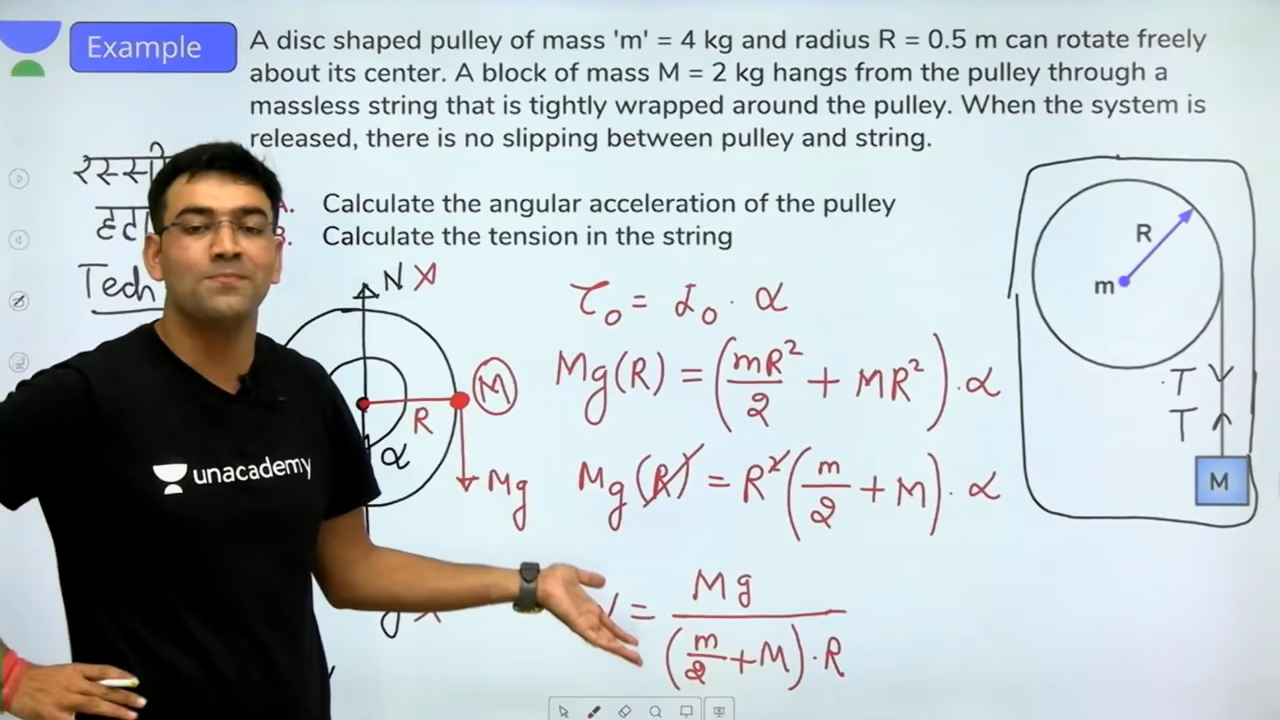 Example
A disc shaped pulley of mass 'm' = 4 kg and radius R = 0.5 m can rotate freely
about its center. A block of mass M = 2 kg hangs from the pulley through a
massless string that is tightly wrapped around the pulley. When the system is
released, there is no slipping between pulley and string.
Calculate the angular acceleration of the pulley
Calculate the tension in the string
रस्सी
Tech
N X
M
R
α
Mg
τ₀ = I₀ · α
Mg(R) = (mR²/2 + MR²) · α
Mg(R) = R²(m/2 + M) · α
= Mg/((m/2 + M) · R)
unacademy
R
m
T
T
M